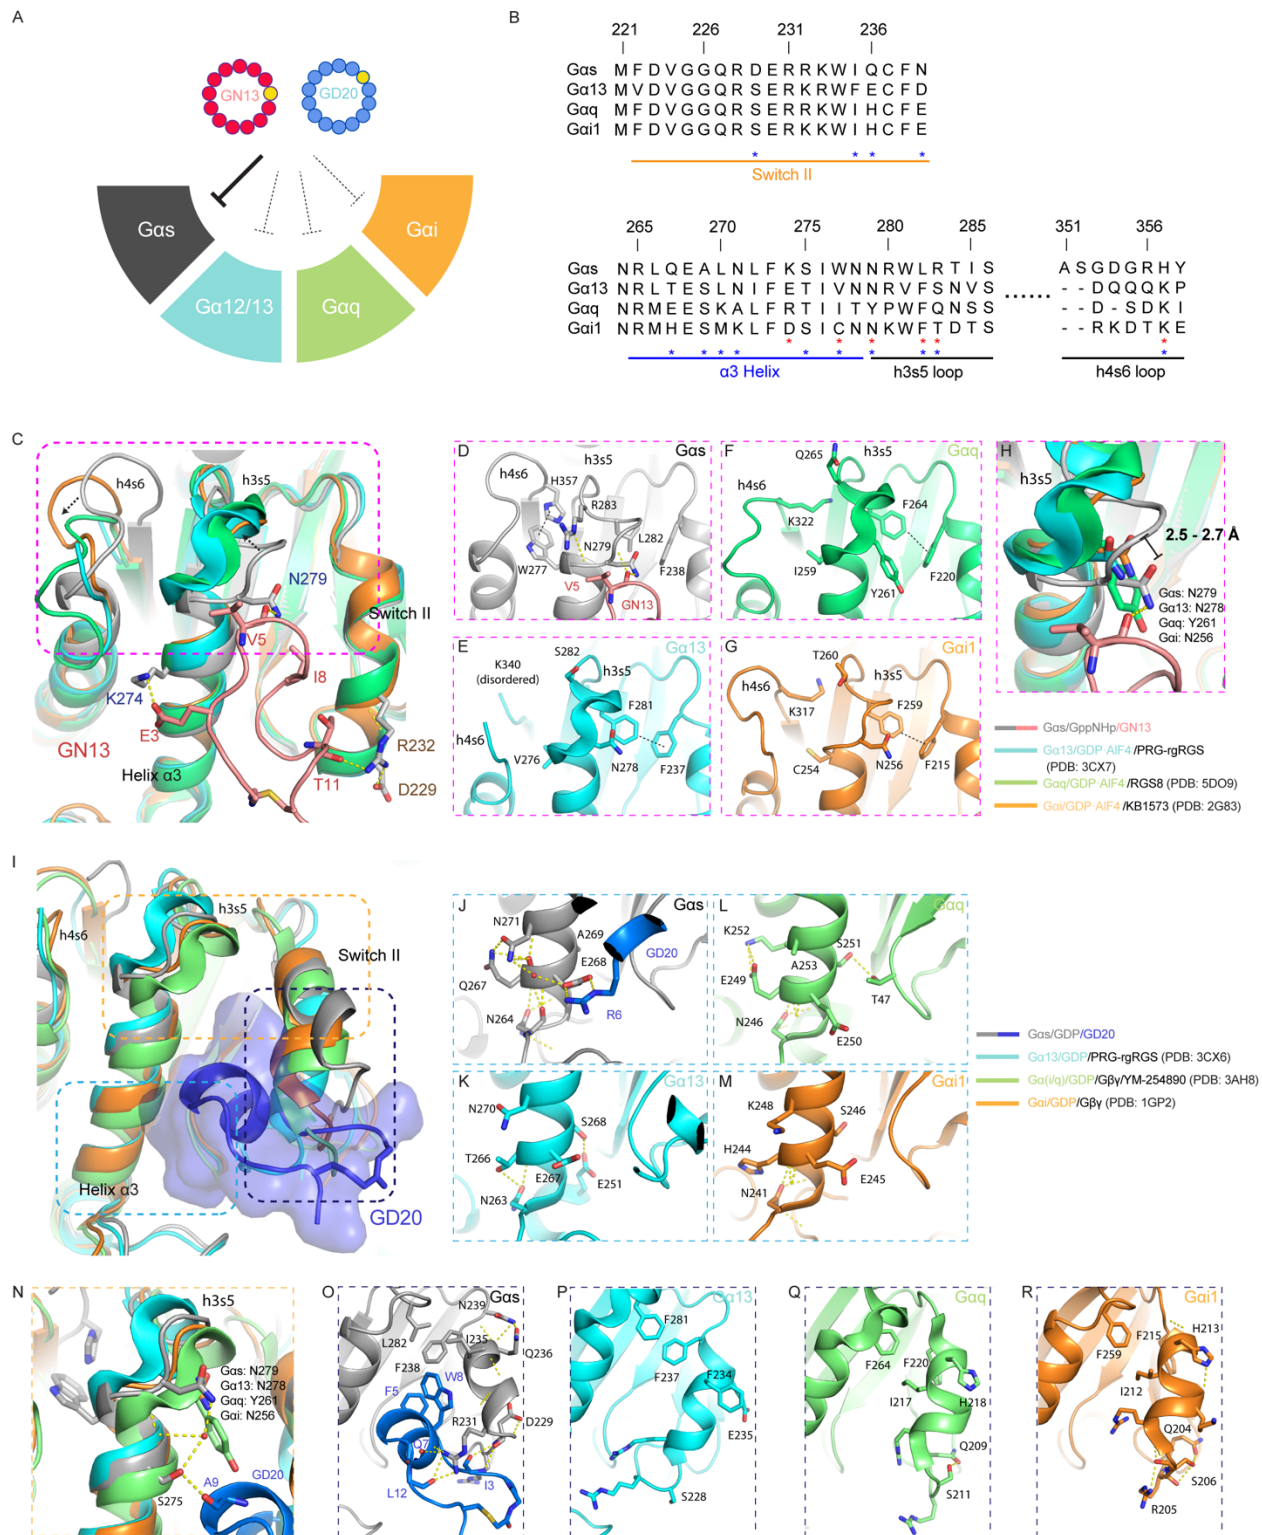 A
GN13
GD20
Gαs
Gα12/13
Gαq
Gαi
B
221 226 231 236
Gαs M F D V G G Q R D E R R K W I Q C F N
Gα13 M V D V G G Q R S E R K R W F E C F D
Gαq M F D V G G Q R S E R R K W I H C F E
Gαi1 M F D V G G Q R S E R K K W I H C F E
* * * *
Switch II
265 270 275 280 285 351 356
Gαs N R L Q E A L N L F K S I W N N R W L R T I S A S G D G R H Y
Gα13 N R L T E S L N I F E T I V N N R V F S N V S ...... - - D Q Q Q K P
Gαq N R M E E S K A L F R T I I T Y P W F Q N S S - - D - S D K I
Gαi1 N R M H E S M K L F D S I C N N K W F T D T S - - R K D T K E
* * * * * *
* * * * * * * * *
α3 Helix h3s5 loop h4s6 loop
C
h4s6
h3s5
N279
Switch II
V5
I8
K274
E3
GN13
R232
Helix α3
T11
D229
D
Gαs
h3s5
h4s6
H357
R283
N279
L282
W277
V5
F238
GN13
E
Gα13
S282
h3s5
K340
(disordered)
F281
h4s6
V276
N278
F237
F
Gαq
Q265
h3s5
h4s6
F264
K322
I259
F220
Y261
G
Gαi1
T260
h3s5
h4s6
F259
K317
C254
N256
F215
H
h3s5
2.5 - 2.7 Å
Gαs: N279
Gα13: N278
Gαq: Y261
Gαi: N256
Gαs/GppNHp/GN13
Gα13/GDP·AlF4/PRG-rgRGS
(PDB: 3CX7)
Gαq/GDP·AlF4/RGS8 (PDB: 5DO9)
Gαi/GDP·AlF4/KB1573 (PDB: 2G83)
I
h3s5
h4s6
Switch II
Helix α3
GD20
J
Gαs
N271
A269
E268
GD20
Q267
R6
N264
K
Gα13
N270
S268
T266
E267
E251
N263
L
Gαq
K252
S251
A253
E249
T47
N246
E250
M
Gαi1
K248
S246
H244
E245
N241
Gαs/GDP/GD20
Gα13/GDP/PRG-rgRGS (PDB: 3CX6)
Gα(i/q)/GDP/Gβγ/YM-254890 (PDB: 3AH8)
Gαi/GDP/Gβγ (PDB: 1GP2)
N
h3s5
Gαs: N279
Gα13: N278
Gαq: Y261
Gαi: N256
A9
GD20
S275
O
Gαs
N239
L282
I235
F238
Q236
W8
F5
R231
D229
Q7
I3
L12
P
Gα13
F281
F237
F234
E235
S228
Q
Gαq
F264
F220
I217
H218
Q209
S211
R
Gαi1
H213
F215
F259
I212
Q204
S206
R205